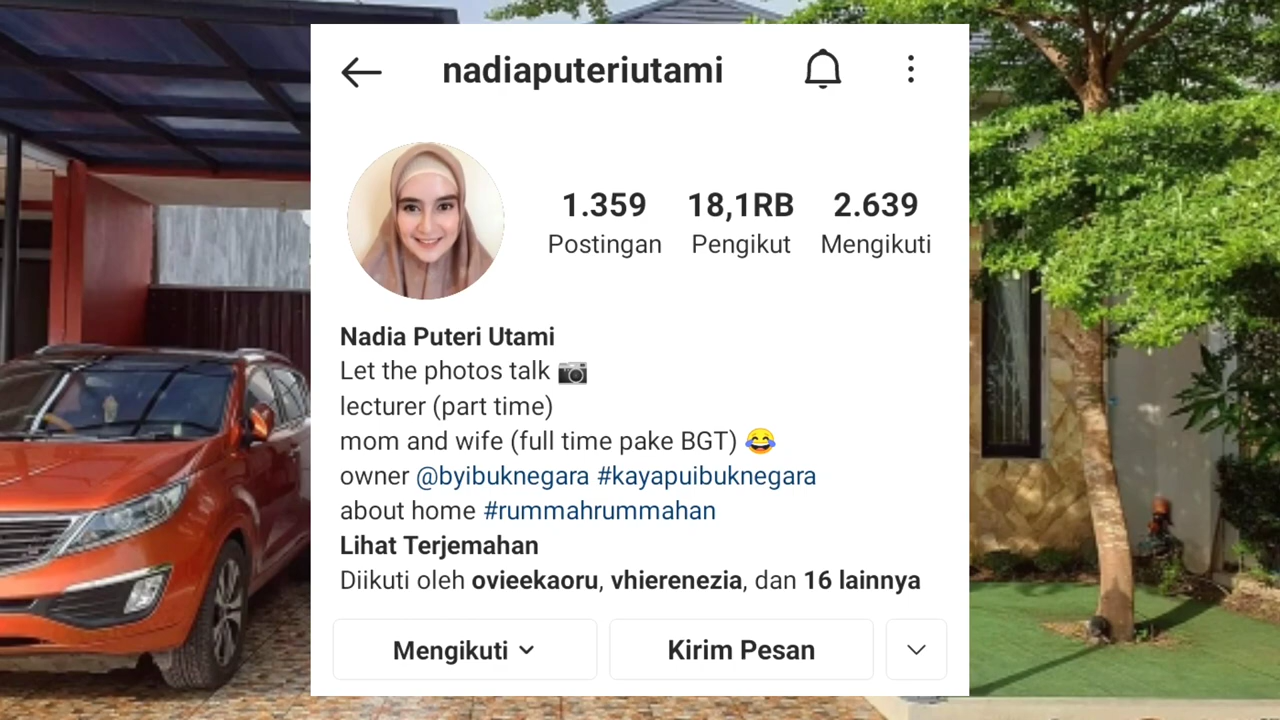 nadiaputeriutami
1.359 18,1RB 2.639
Postingan Pengikut Mengikuti
Nadia Puteri Utami
Let the photos talk 📷
lecturer (part time)
mom and wife (full time pake BGT) 😂
owner @byibuknegara #kayapuibuknegara
about home #rummahrummahan
Lihat Terjemahan
Diikuti oleh ovieekaoru, vhierenezia, dan 16 lainnya
Mengikuti Kirim Pesan